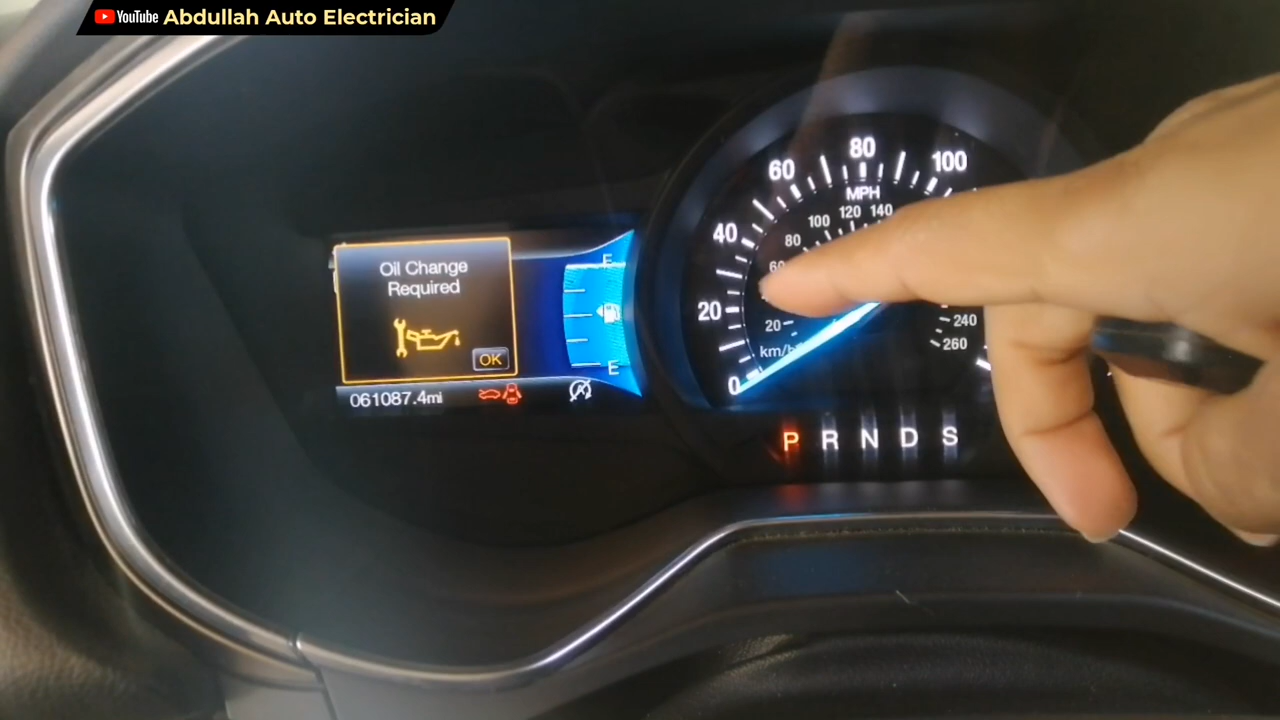 YouTube Abdullah Auto Electrician
Oil Change
Required
OK
F
E
061087.4mi
0
20
40
60
80
100
MPH
20
60
80
100
120
140
240
260
P R N D S